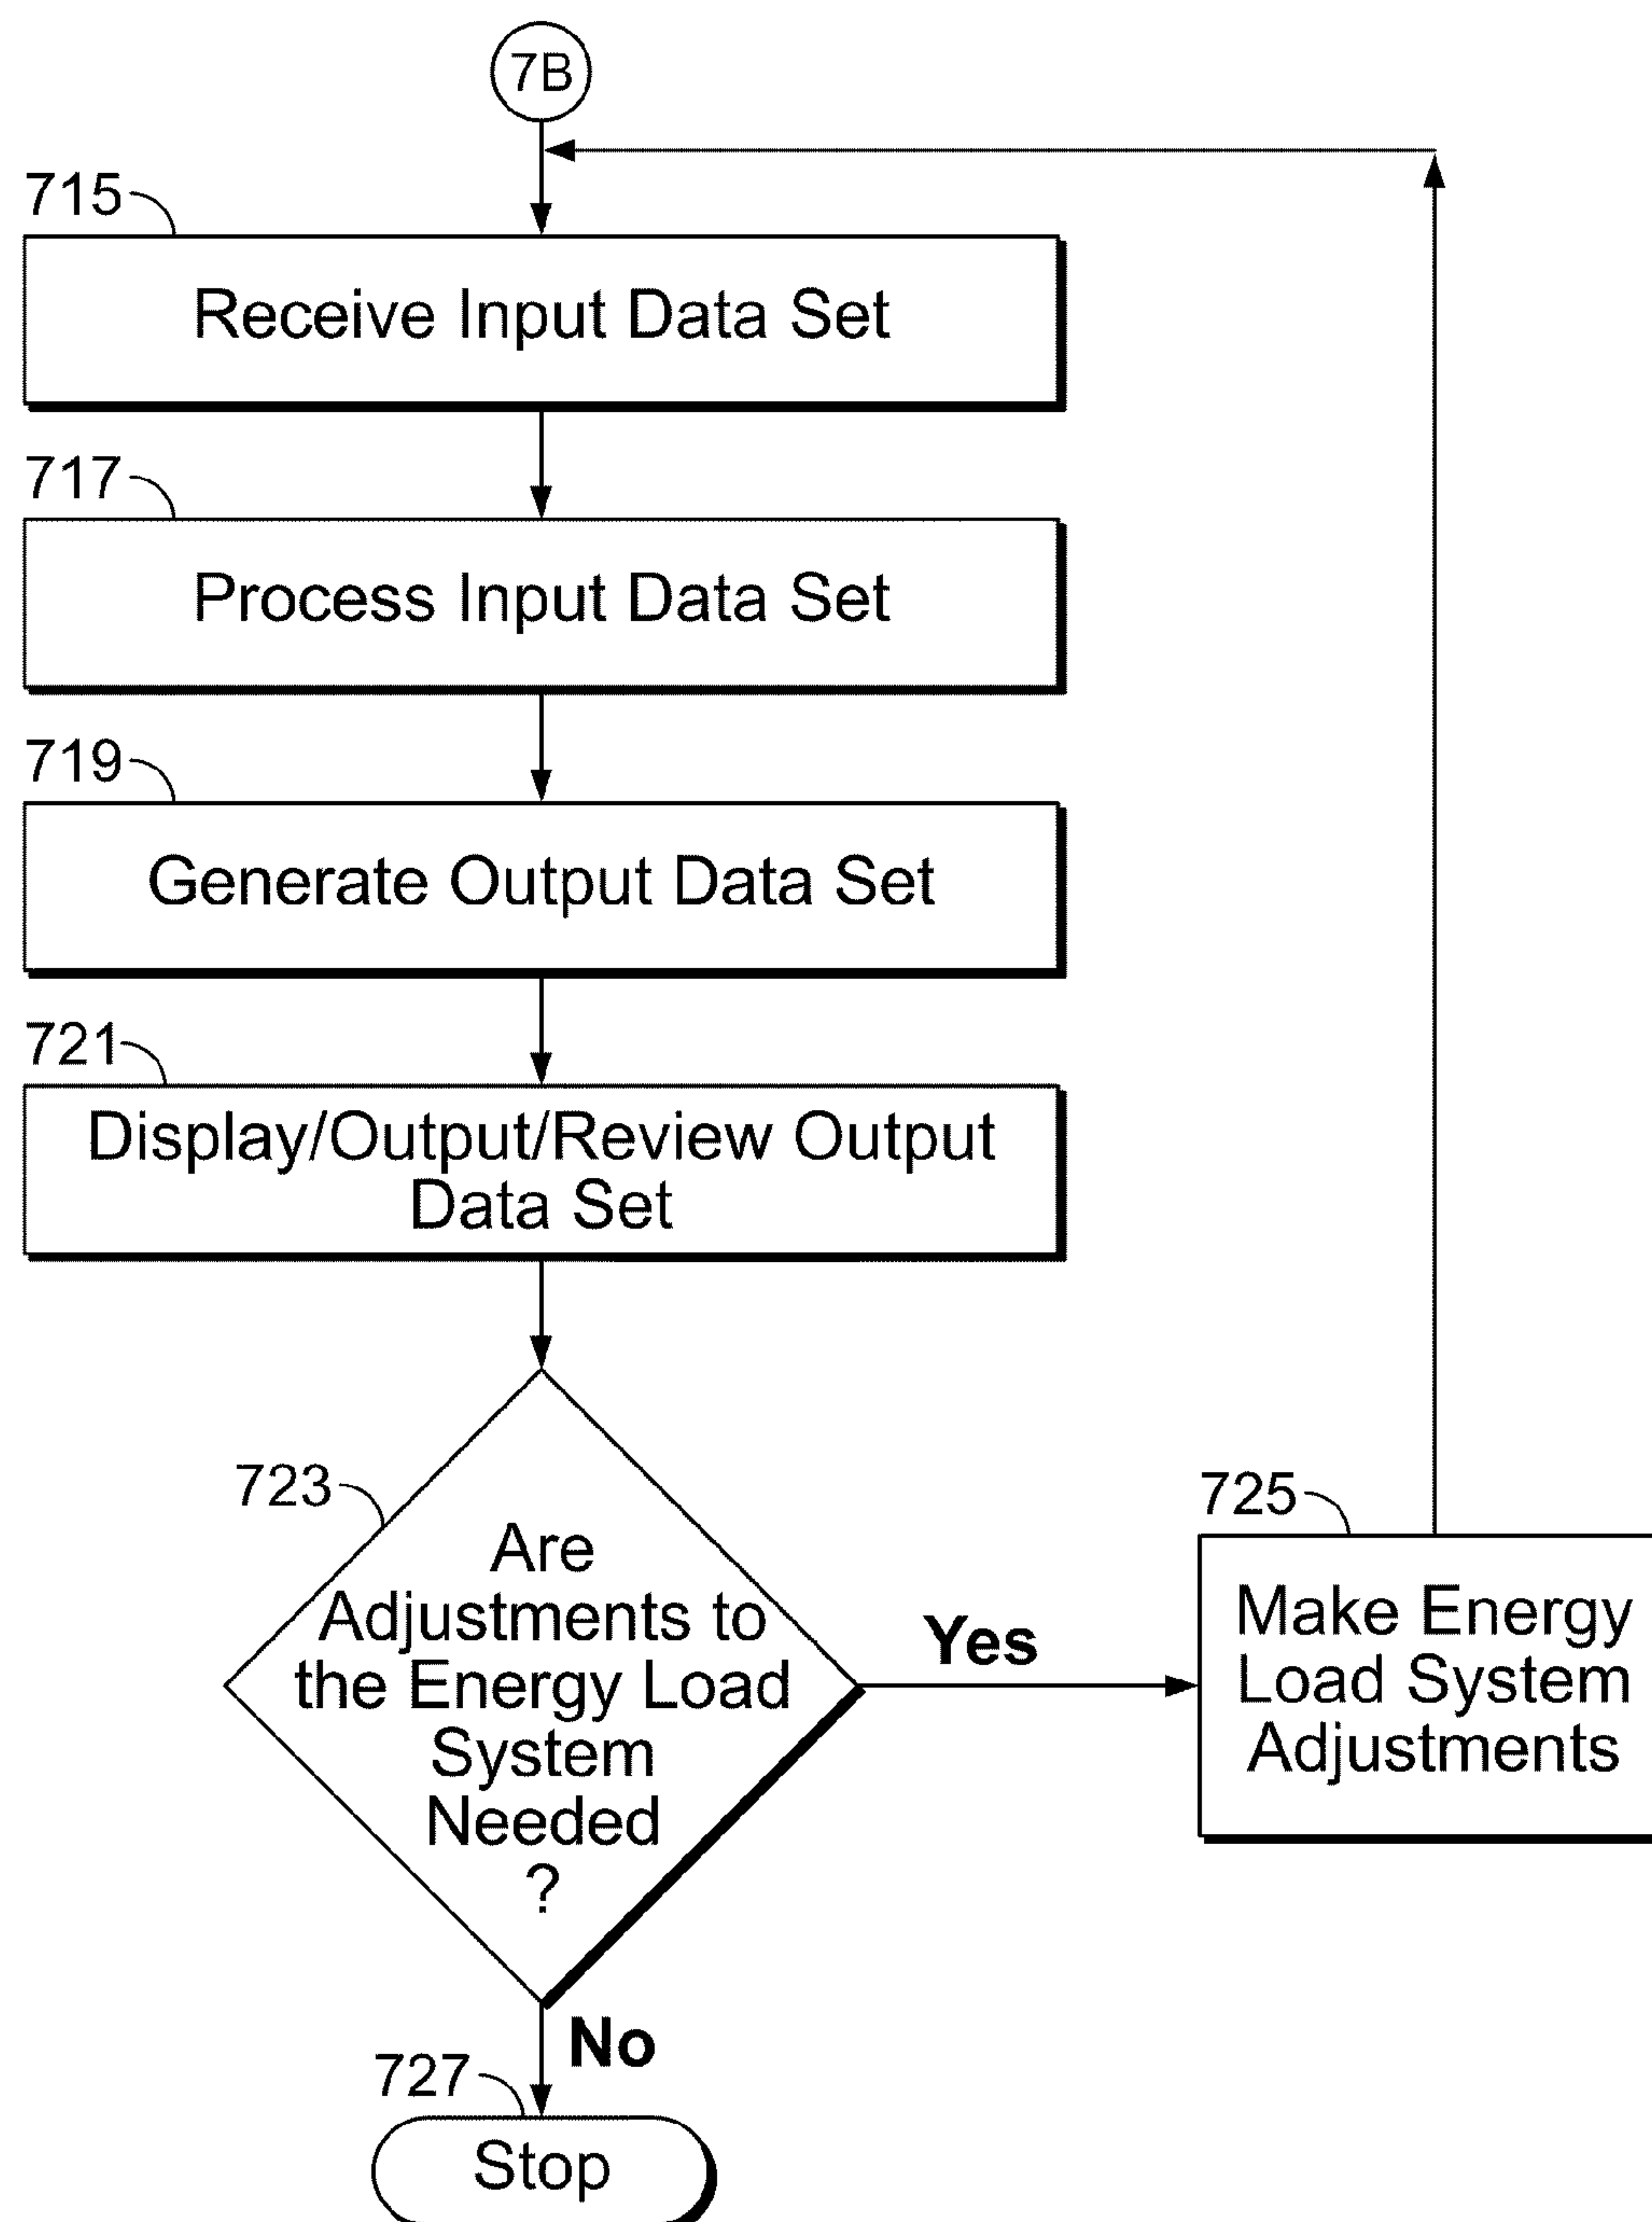 7B
715
Receive Input Data Set
717
Process Input Data Set
719
Generate Output Data Set
721
Display/Output/Review Output
Data Set
723
Are
Adjustments to
the Energy Load
System
Needed
?
Yes
725
Make Energy
Load System
Adjustments
No
727
Stop